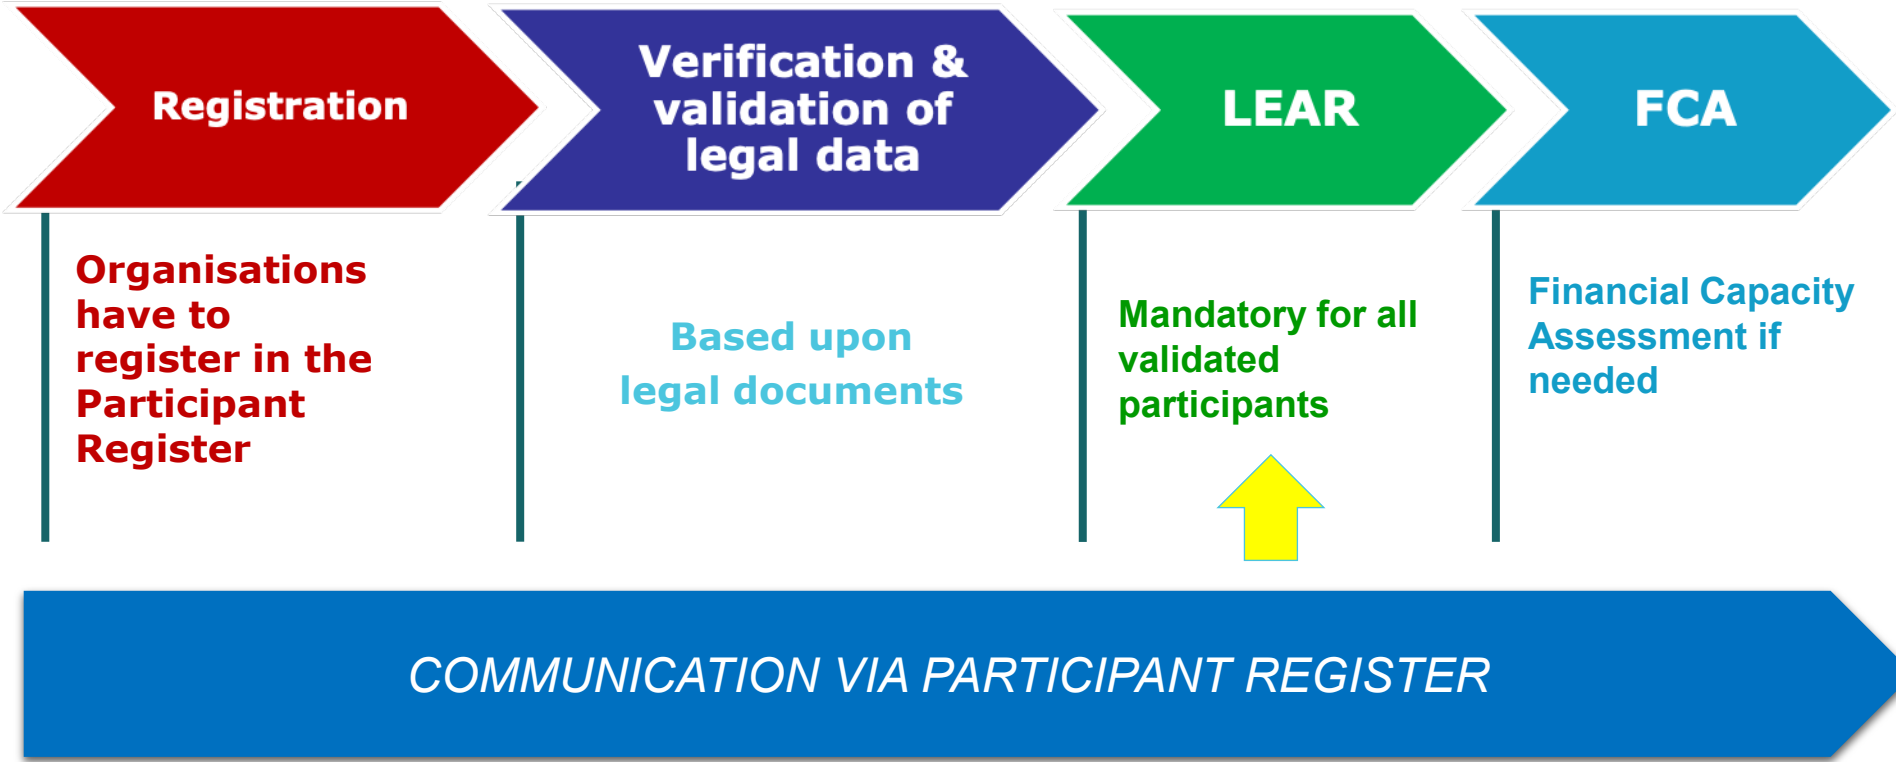 Registration
Verification &
validation of
legal data
LEAR
FCA
Organisations
have to
register in the
Participant
Register
Based upon
legal documents
Mandatory for all
validated
participants
Financial Capacity
Assessment if
needed
COMMUNICATION VIA PARTICIPANT REGISTER